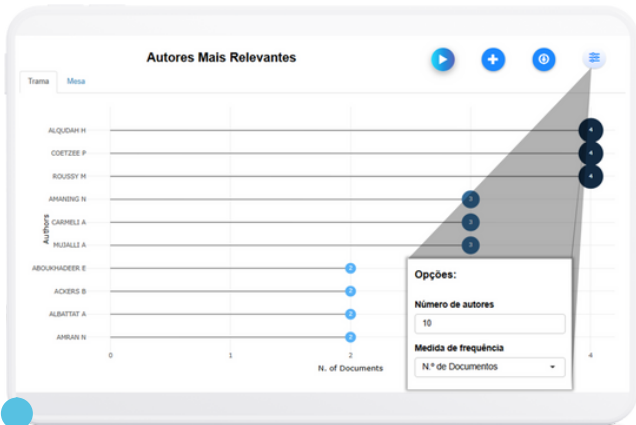 Autores Mais Relevantes
Trama
Mesa
ALQUDAH H
4
COETZEE P
4
ROUSSY M
4
AMANING N
3
CARMELI A
3
MUJALLI A
3
ABOUKHADEER E
2
ACKERS B
2
ALBATTAT A
2
AMRAN N
2
Authors
0
1
2
4
N. of Documents
Opções:
Número de autores
10
Medida de frequência
N.º de Documentos